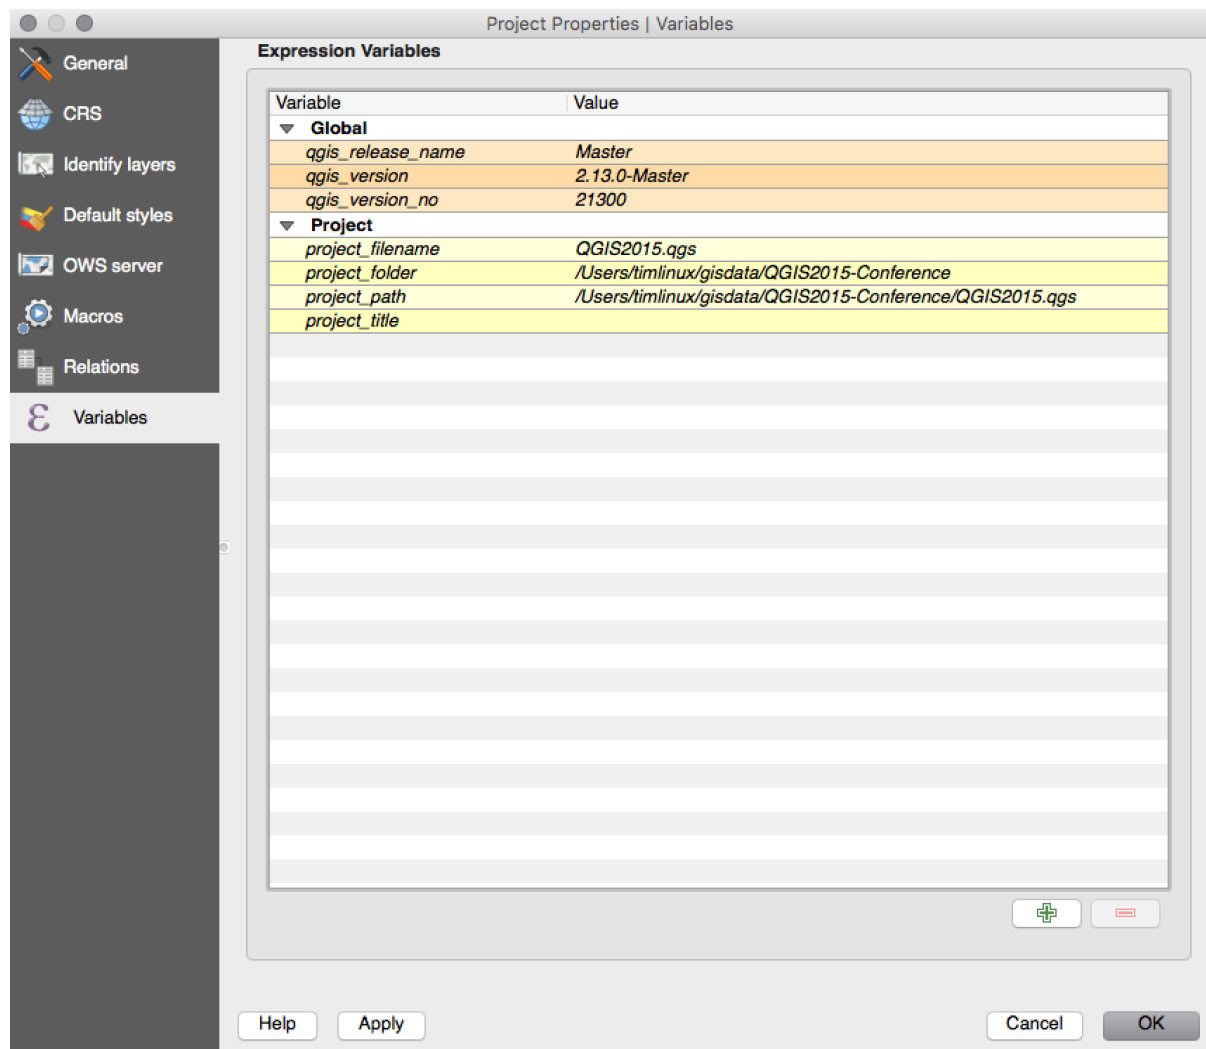 Project Properties | Variables
General
CRS
Identify layers
Default styles
OWS server
Macros
Relations
Variables
Expression Variables
Variable Value
Global
qgis_release_name Master
qgis_version 2.13.0-Master
qgis_version_no 21300
Project
project_filename QGIS2015.qgs
project_folder /Users/timlinux/gisdata/QGIS2015-Conference
project_path /Users/timlinux/gisdata/QGIS2015-Conference/QGIS2015.qgs
project_title
Help Apply Cancel OK